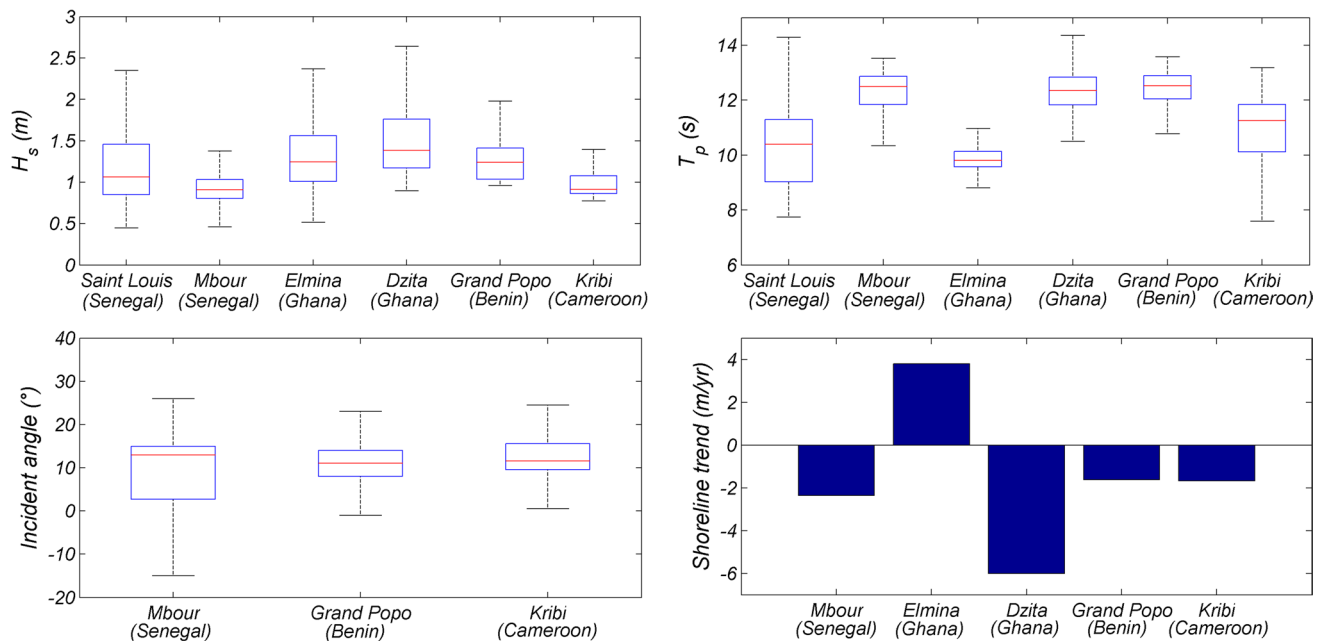 H_s (m)
3
2.5
2
1.5
1
0.5
0
Saint Louis Mbour Elmina Dzita Grand Popo Kribi
(Senegal) (Senegal) (Ghana) (Ghana) (Benin) (Cameroon)
T_p (s)
14
12
10
8
6
Saint Louis Mbour Elmina Dzita Grand Popo Kribi
(Senegal) (Senegal) (Ghana) (Ghana) (Benin) (Cameroon)
Incident angle (°)
40
30
20
10
0
-10
-20
Mbour Grand Popo Kribi
(Senegal) (Benin) (Cameroon)
Shoreline trend (m/yr)
4
2
0
-2
-4
-6
Mbour Elmina Dzita Grand Popo Kribi
(Senegal) (Ghana) (Ghana) (Benin) (Cameroon)